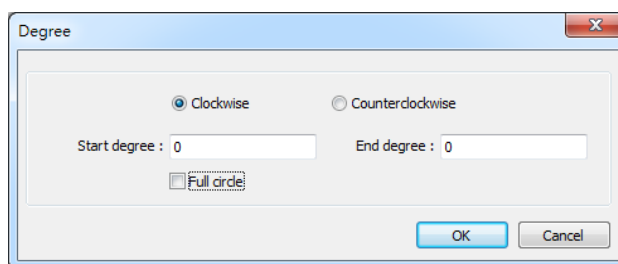 Degree
Clockwise Counterclockwise
Start degree : 0 End degree : 0
Full circle
OK Cancel